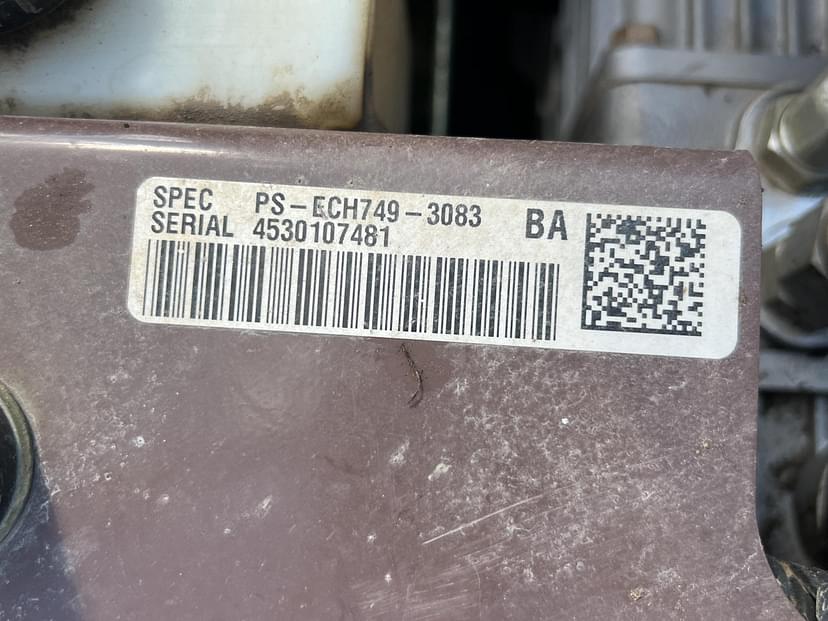 SPEC PS-ECH749-3083 BA
SERIAL 4530107481